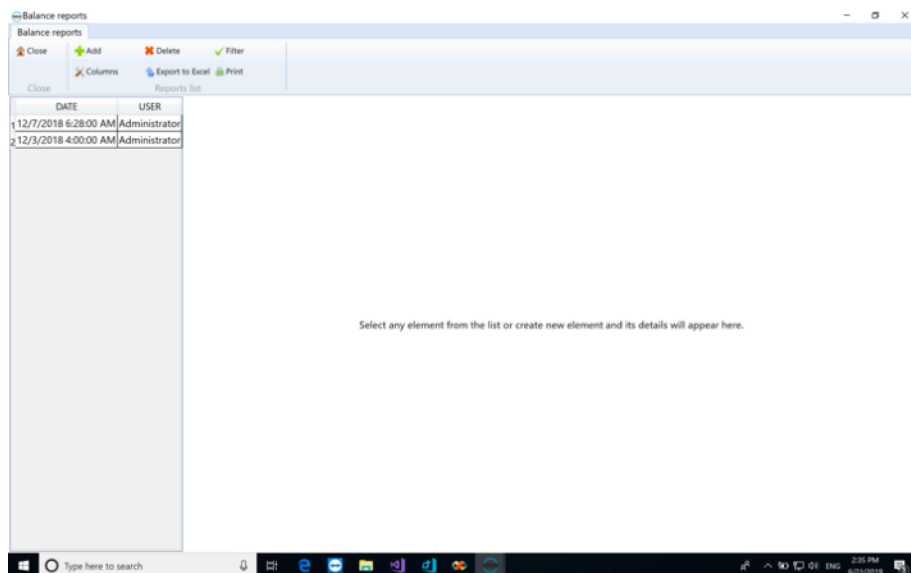 Balance reports
Balance reports
Close Add Delete Filter
Columns Export to Excel Print
Close Reports list
DATE USER
1 12/7/2018 6:28:00 AM Administrator
2 12/3/2018 4:00:00 AM Administrator
Select any element from the list or create new element and its details will appear here.
Type here to search ENG 2:35 PM
6/21/2019